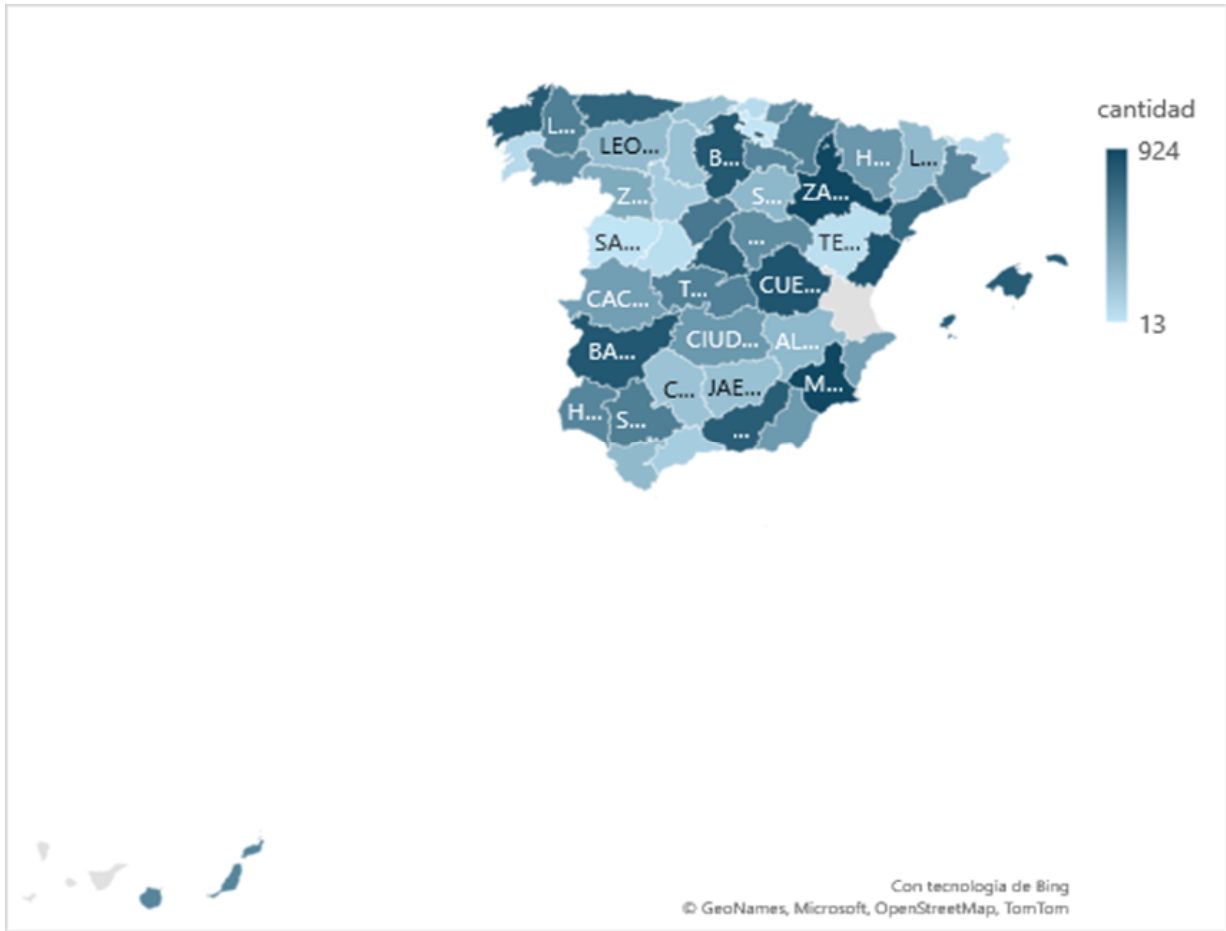 cantidad
924
13
L...
LEO...
B...
H...
L...
Z...
S...
ZA...
SA...
...
TE...
CAC...
T...
CUE...
BA...
CIUD...
AL...
C...
JAE...
M...
H...
S...
...
Con tecnología de Bing
© GeoNames, Microsoft, OpenStreetMap, TomTom